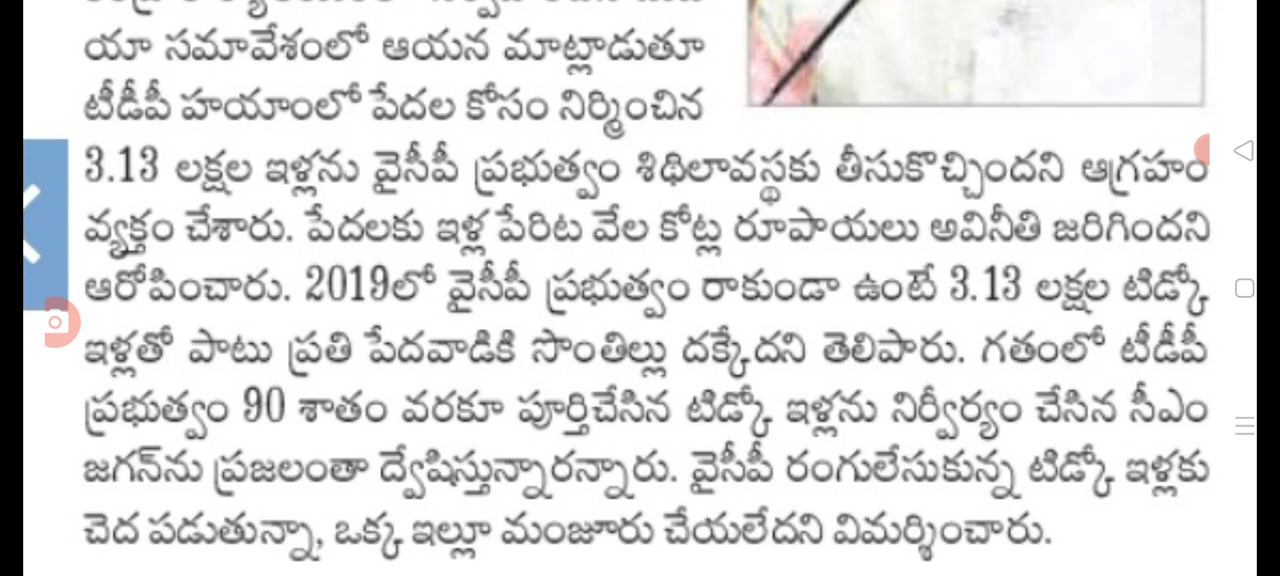 యా సమావేశంలో ఆయన మాట్లాడుతూ
టీడీపీ హయాంలో పేదల కోసం నిర్మించిన
3.13 లక్షల ఇళ్లను వైసీపీ ప్రభుత్వం శిథిలావస్థకు తీసుకొచ్చిందని ఆగ్రహం
వ్యక్తం చేశారు. పేదలకు ఇళ్ల పేరిట వేల కోట్ల రూపాయలు అవినీతి జరిగిందని
ఆరోపించారు. 2019లో వైసీపీ ప్రభుత్వం రాకుండా ఉంటే 3.13 లక్షల టిడ్కో
ఇళ్లతో పాటు ప్రతి పేదవాడికి సొంతిల్లు దక్కేదని తెలిపారు. గతంలో టీడీపీ
ప్రభుత్వం 90 శాతం వరకూ పూర్తిచేసిన టిడ్కో ఇళ్లను నిర్వీర్యం చేసిన సీఎం
జగన్‌ను ప్రజలంతా ద్వేషిస్తున్నారన్నారు. వైసీపీ రంగులేసుకున్న టిడ్కో ఇళ్లకు
చెద పడుతున్నా, ఒక్క ఇల్లూ మంజూరు చేయలేదని విమర్శించారు.